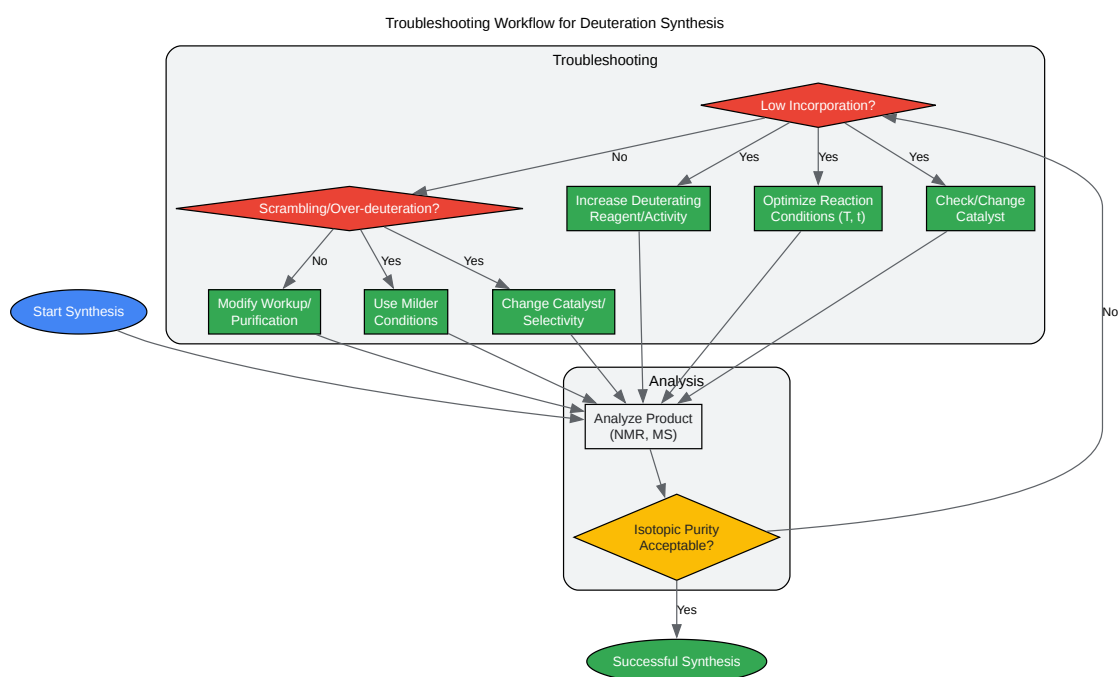 Troubleshooting Workflow for Deuteration Synthesis
Troubleshooting
Low Incorporation?
No
Yes
Yes
Yes
Scrambling/Over-deuteration?
Increase Deuterating
Reagent/Activity
Optimize Reaction
Conditions (T, t)
Check/Change
Catalyst
No
Yes
Yes
Start Synthesis
Modify Workup/
Purification
Use Milder
Conditions
Change Catalyst/
Selectivity
No
Analysis
Analyze Product
(NMR, MS)
Isotopic Purity
Acceptable?
Yes
Successful Synthesis